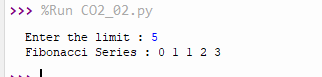 >>> %Run CO2_02.py
Enter the limit : 5
Fibonacci Series : 0 1 1 2 3
>>>